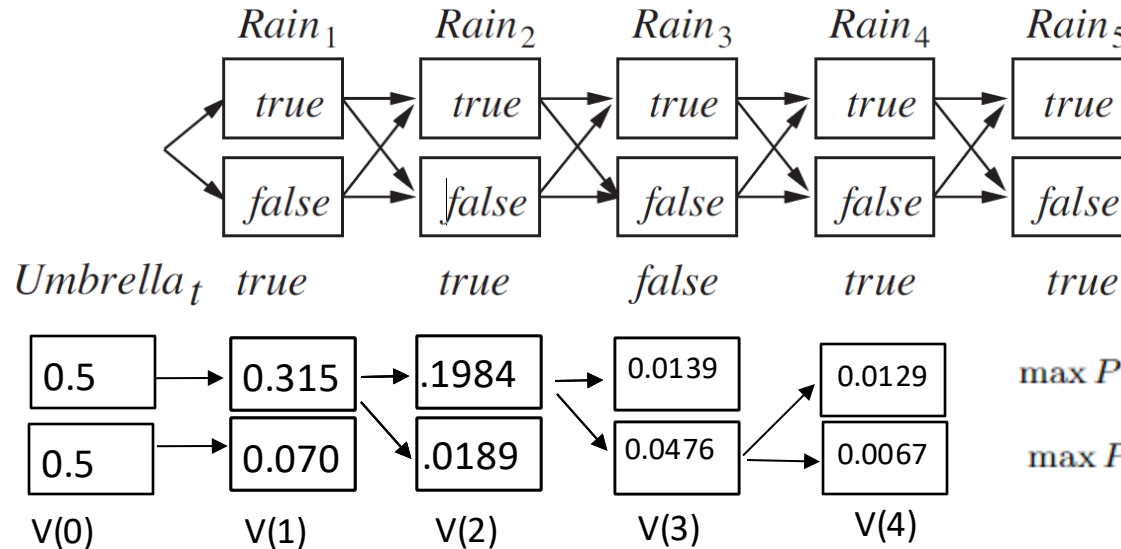 Rain1 Rain2 Rain3 Rain4 Rain5
true true true true true
false false false false false
Umbrellat true true false true true
0.5 0.315 .1984 0.0139 0.0129 max P
0.5 0.070 .0189 0.0476 0.0067 max
V(0) V(1) V(2) V(3) V(4)